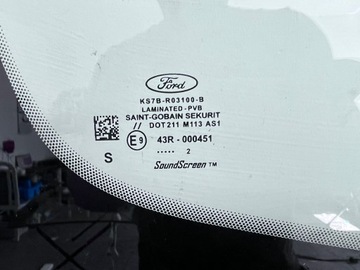 Ford
KS7B-R03100-B
LAMINATED-PVB
SAINT-GOBAIN SEKURIT
// DOT211 M113 AS1
E9 43R-000451
..... 2
S
SoundScreen™